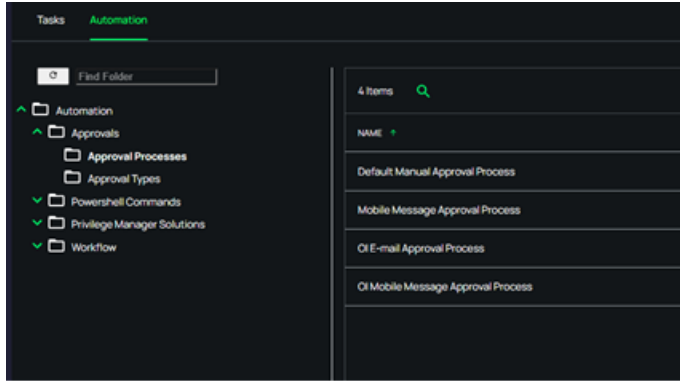 Tasks Automation
Find Folder
Automation
Approvals
Approval Processes
Approval Types
Powershell Commands
Privilege Manager Solutions
Workflow
4 Items
NAME
Default Manual Approval Process
Mobile Message Approval Process
OI E-mail Approval Process
OI Mobile Message Approval Process